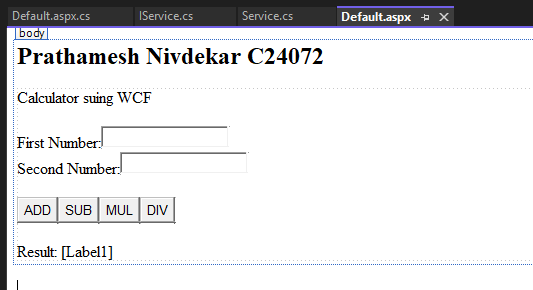 Default.aspx.cs IService.cs Service.cs Default.aspx
body
Prathamesh Nivdekar C24072
Calculator suing WCF
First Number:
Second Number:
ADD SUB MUL DIV
Result: [Label1]